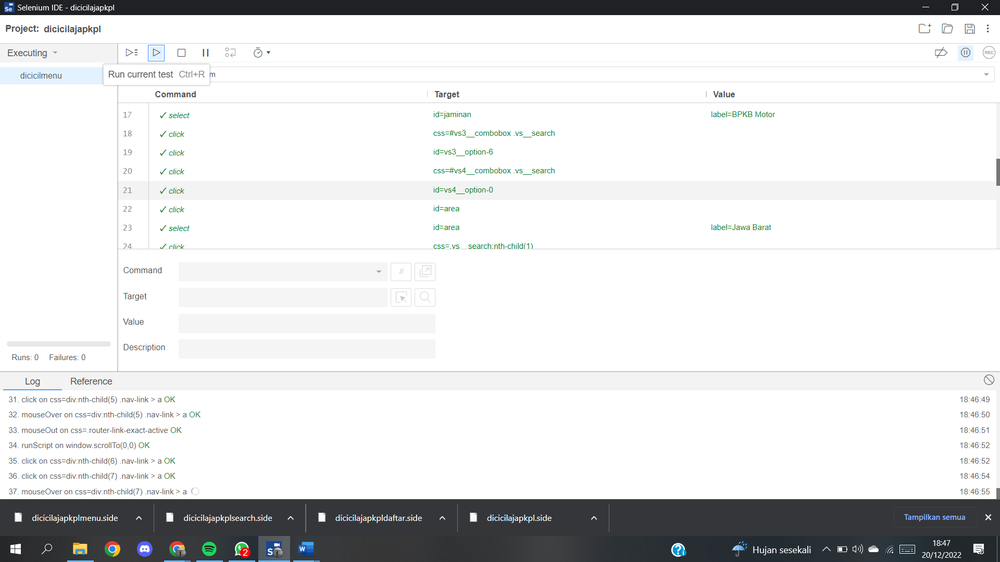 Selenium IDE - dicicilajapkpl
Project: dicicilajapkpl
Executing
REC
dicicilmenu
Run current test Ctrl+R
m
Command Target Value
17 ✓ select id=jaminan label=BPKB Motor
18 ✓ click css=#vs3__combobox .vs__search
19 ✓ click id=vs3__option-6
20 ✓ click css=#vs4__combobox .vs__search
21 ✓ click id=vs4__option-0
22 ✓ click id=area
23 ✓ select id=area label=Jawa Barat
24 ✓ click css=.vs__search:nth-child(1)
Command //
Target
Value
Description
Runs: 0 Failures: 0
Log Reference
31. click on css=div:nth-child(5) .nav-link > a OK 18:46:49
32. mouseOver on css=div:nth-child(5) .nav-link > a OK 18:46:50
33. mouseOut on css=.router-link-exact-active OK 18:46:51
34. runScript on window.scrollTo(0,0) OK 18:46:52
35. click on css=div:nth-child(6) .nav-link > a OK 18:46:52
36. click on css=div:nth-child(7) .nav-link > a OK 18:46:54
37. mouseOver on css=div:nth-child(7) .nav-link > a 18:46:55
dicicilajapkplmenu.side dicicilajapkplsearch.side dicicilajapkpldaftar.side dicicilajapkpl.side Tampilkan semua
2 Hujan sesekali 18:47
20/12/2022